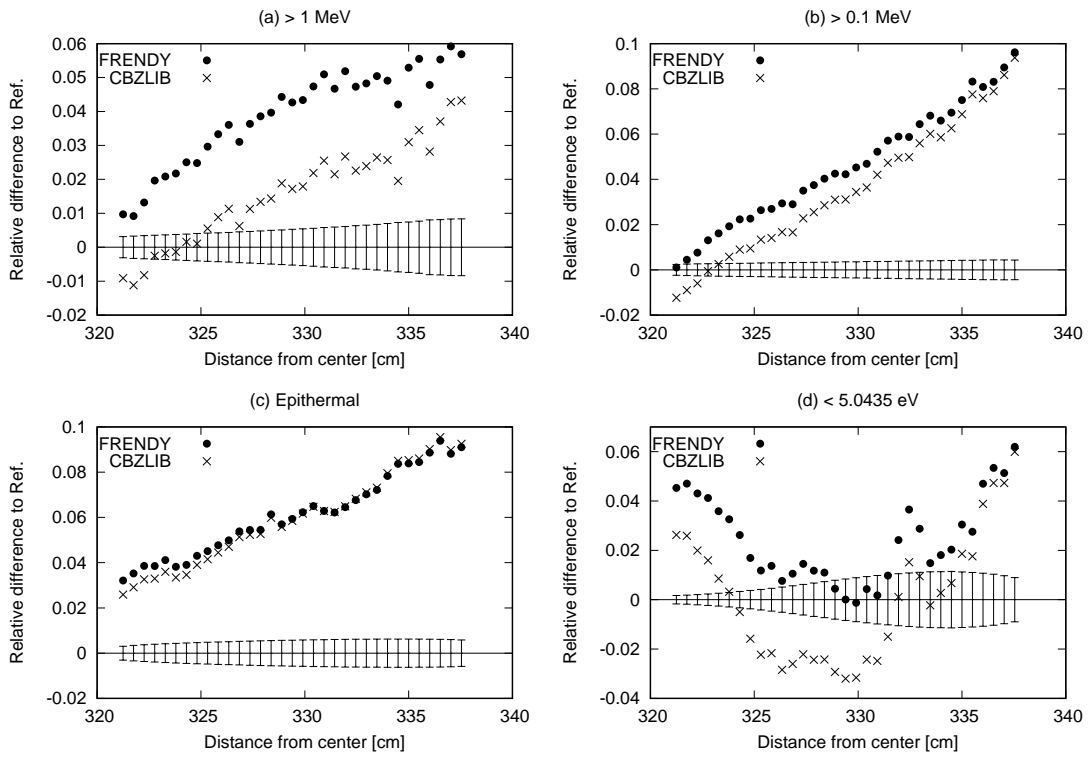 (a) > 1 MeV
Relative difference to Ref.
0.06
0.05
0.04
0.03
0.02
0.01
0
-0.01
-0.02
FRENDY
CBZLIB
320 325 330 335 340
Distance from center [cm]
(b) > 0.1 MeV
Relative difference to Ref.
0.1
0.08
0.06
0.04
0.02
0
-0.02
FRENDY
CBZLIB
320 325 330 335 340
Distance from center [cm]
(c) Epithermal
Relative difference to Ref.
0.1
0.08
0.06
0.04
0.02
0
-0.02
FRENDY
CBZLIB
320 325 330 335 340
Distance from center [cm]
(d) < 5.0435 eV
Relative difference to Ref.
0.06
0.04
0.02
0
-0.02
-0.04
FRENDY
CBZLIB
320 325 330 335 340
Distance from center [cm]